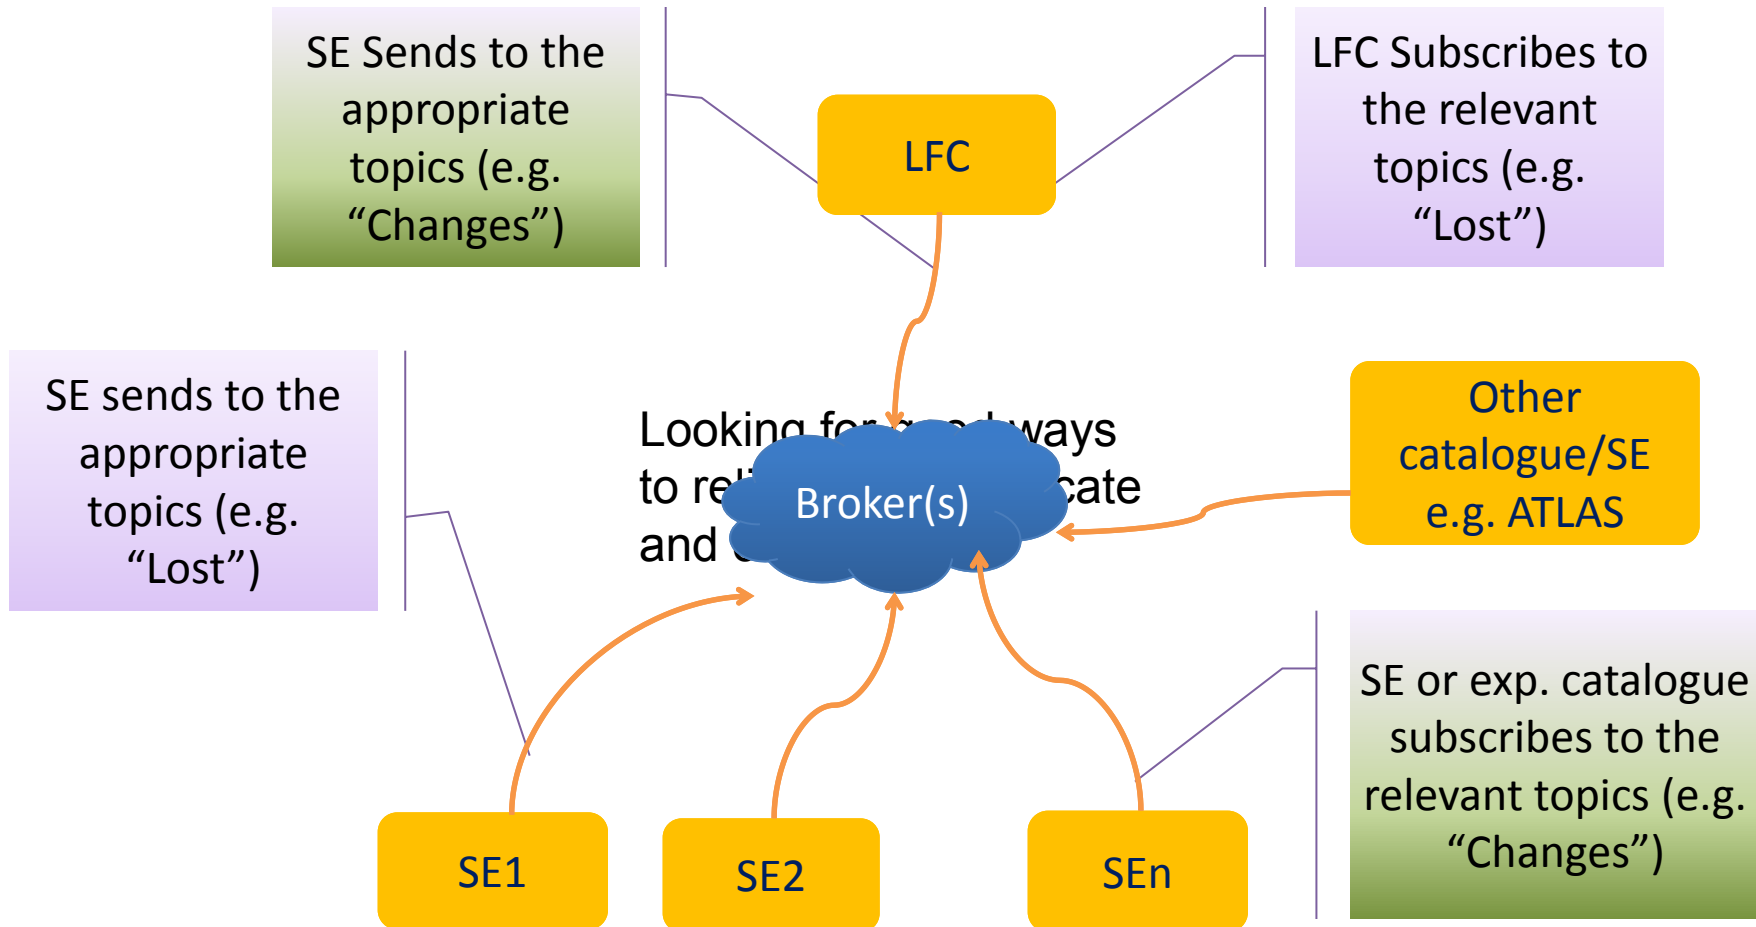 SE Sends to the
appropriate
topics (e.g.
“Changes”)
LFC
LFC Subscribes to
the relevant
topics (e.g.
“Lost”)
SE sends to the
appropriate
topics (e.g.
“Lost”)
Looking for ways
to
and
Broker(s)
Other
catalogue/SE
e.g. ATLAS
SE or exp. catalogue
subscribes to the
relevant topics (e.g.
“Changes”)
SE1
SE2
SEn